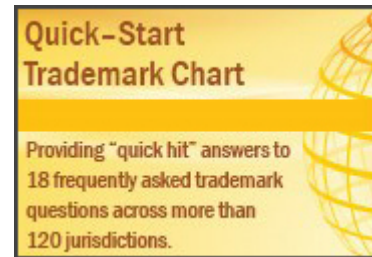 Quick-Start
Trademark Chart
Providing "quick hit" answers to
18 frequently asked trademark
questions across more than
120 jurisdictions.